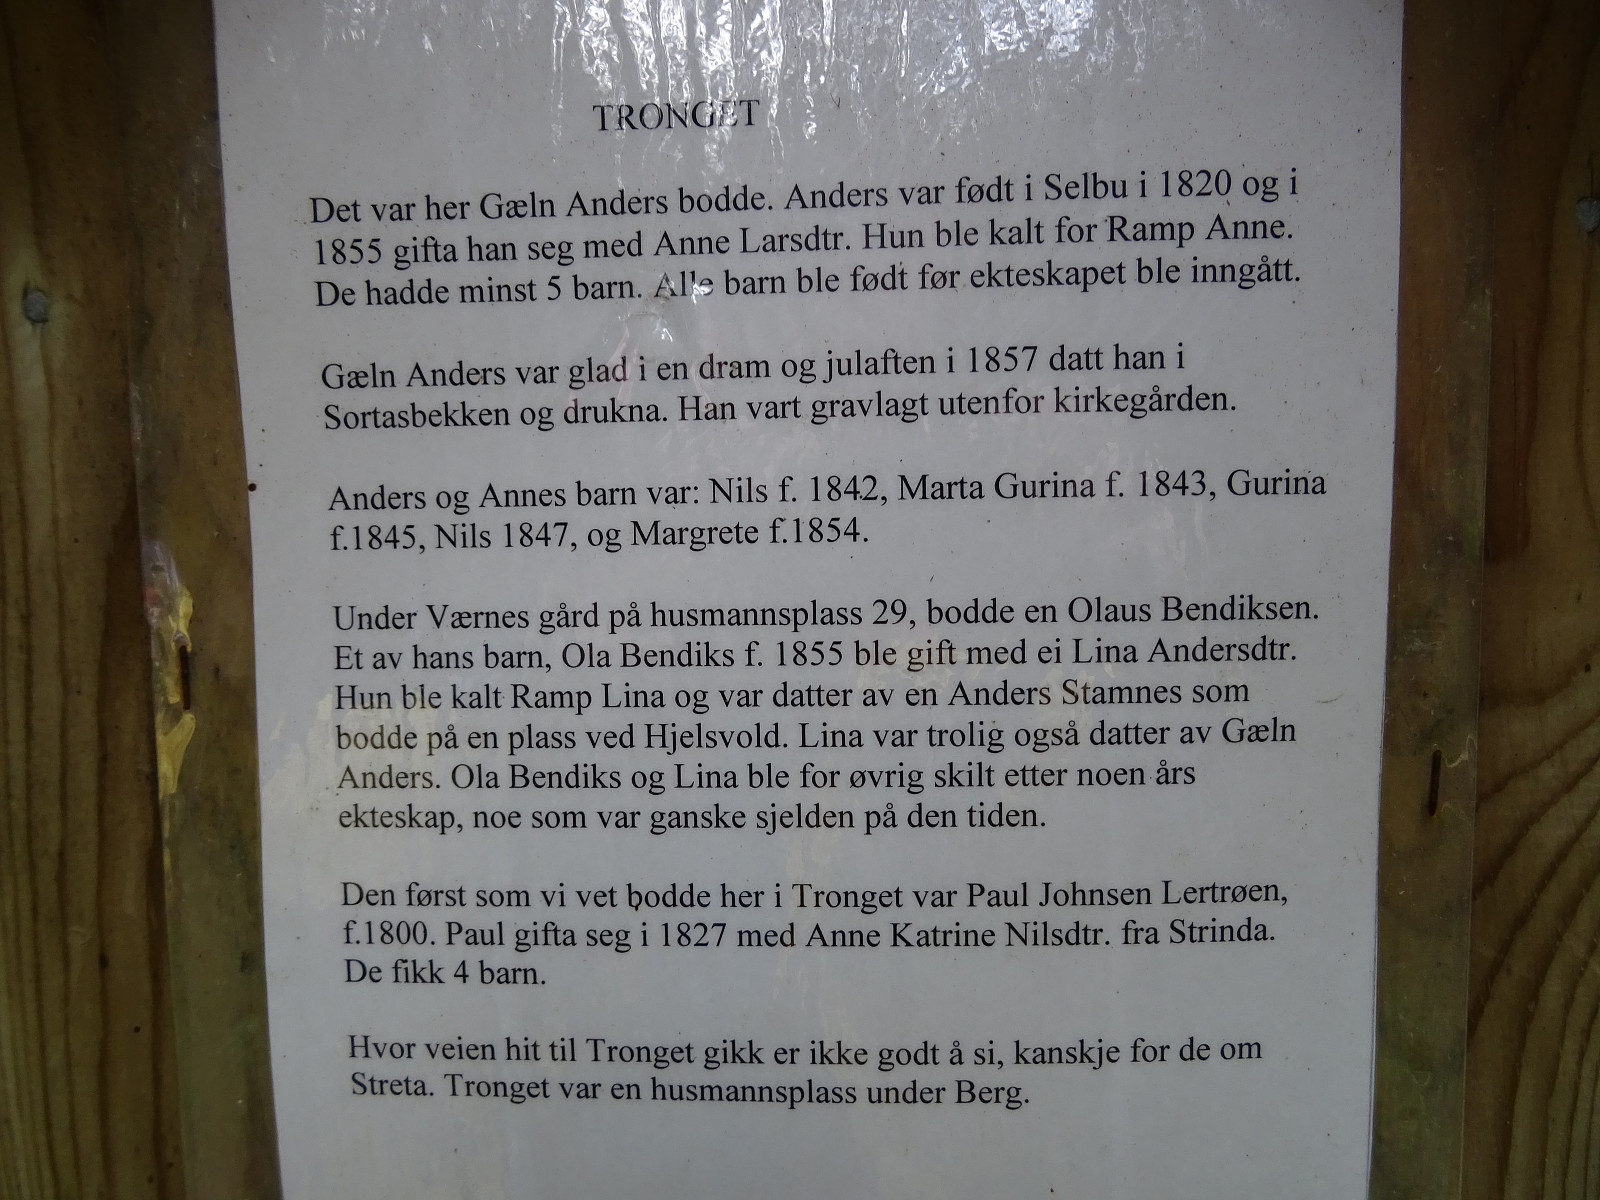 TRONGET
Det var her Gæln Anders bodde. Anders var født i Selbu i 1820 og i
1855 gifta han seg med Anne Larsdtr. Hun ble kalt for Ramp Anne.
De hadde minst 5 barn. Alle barn ble født før ekteskapet ble inngått.
Gæln Anders var glad i en dram og julaften i 1857 datt han i
Sortasbekken og drukna. Han vart gravlagt utenfor kirkegården.
Anders og Annes barn var: Nils f. 1842, Marta Gurina f. 1843, Gurina
f.1845, Nils 1847, og Margrete f.1854.
Under Værnes gård på husmannsplass 29, bodde en Olaus Bendiksen.
Et av hans barn, Ola Bendiks f. 1855 ble gift med ei Lina Andersdtr.
Hun ble kalt Ramp Lina og var datter av en Anders Stamnes som
bodde på en plass ved Hjelsvold. Lina var trolig også datter av Gæln
Anders. Ola Bendiks og Lina ble for øvrig skilt etter noen års
ekteskap, noe som var ganske sjelden på den tiden.
Den først som vi vet bodde her i Tronget var Paul Johnsen Lertrøen,
f.1800. Paul gifta seg i 1827 med Anne Katrine Nilsdtr. fra Strinda.
De fikk 4 barn.
Hvor veien hit til Tronget gikk er ikke godt å si, kanskje for de om
Streta. Tronget var en husmannsplass under Berg.